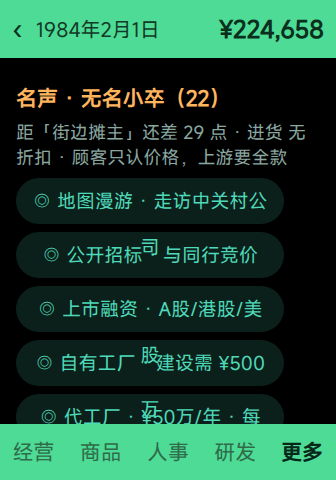 ‹ 1984年2月1日 ¥224,658
名声 · 无名小卒（22）
距「街边摊主」还差 29 点 · 进货 无
折扣 · 顾客只认价格，上游要全款
◎ 地图漫游 · 走访中关村公
司
◎ 公开招标 与同行竞价
◎ 上市融资 · A股/港股/美
股
◎ 自有工厂 建设需 ¥500
万
◎ 代工厂 · ¥50万/年 · 每
经营 商品 人事 研发 更多